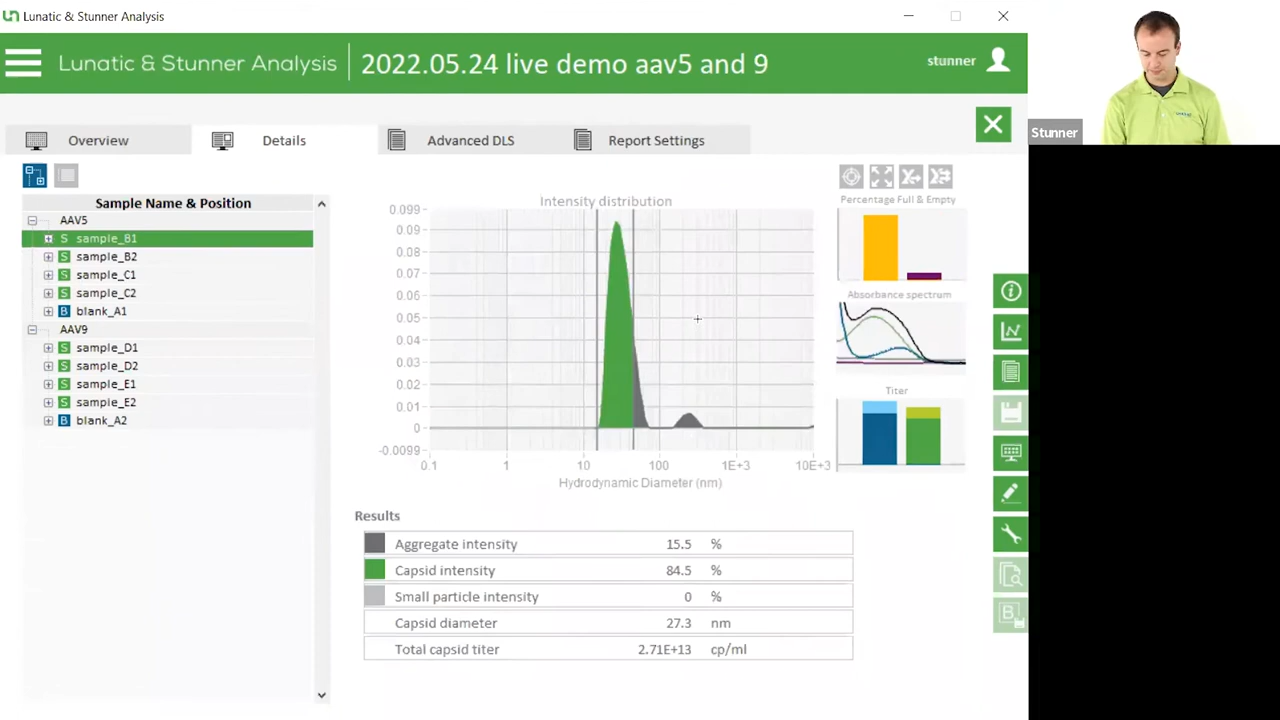 Lunatic & Stunner Analysis
Lunatic & Stunner Analysis
2022.05.24 live demo aav5 and 9
stunner
Stunner
Overview
Details
Advanced DLS
Report Settings
Sample Name & Position
AAV5
S sample_B1
S sample_B2
S sample_C1
S sample_C2
B blank_A1
AAV9
S sample_D1
S sample_D2
S sample_E1
S sample_E2
B blank_A2
Intensity distribution
0.099
0.09
0.08
0.07
0.06
0.05
0.04
0.03
0.02
0.01
0
-0.0099
0.1 1 10 100 1E+3 10E+3
Hydrodynamic Diameter (nm)
Percentage Full & Empty
Absorbance spectrum
Titer
B
Results
Aggregate intensity 15.5 %
Capsid intensity 84.5 %
Small particle intensity 0 %
Capsid diameter 27.3 nm
Total capsid titer 2.71E+13 cp/ml